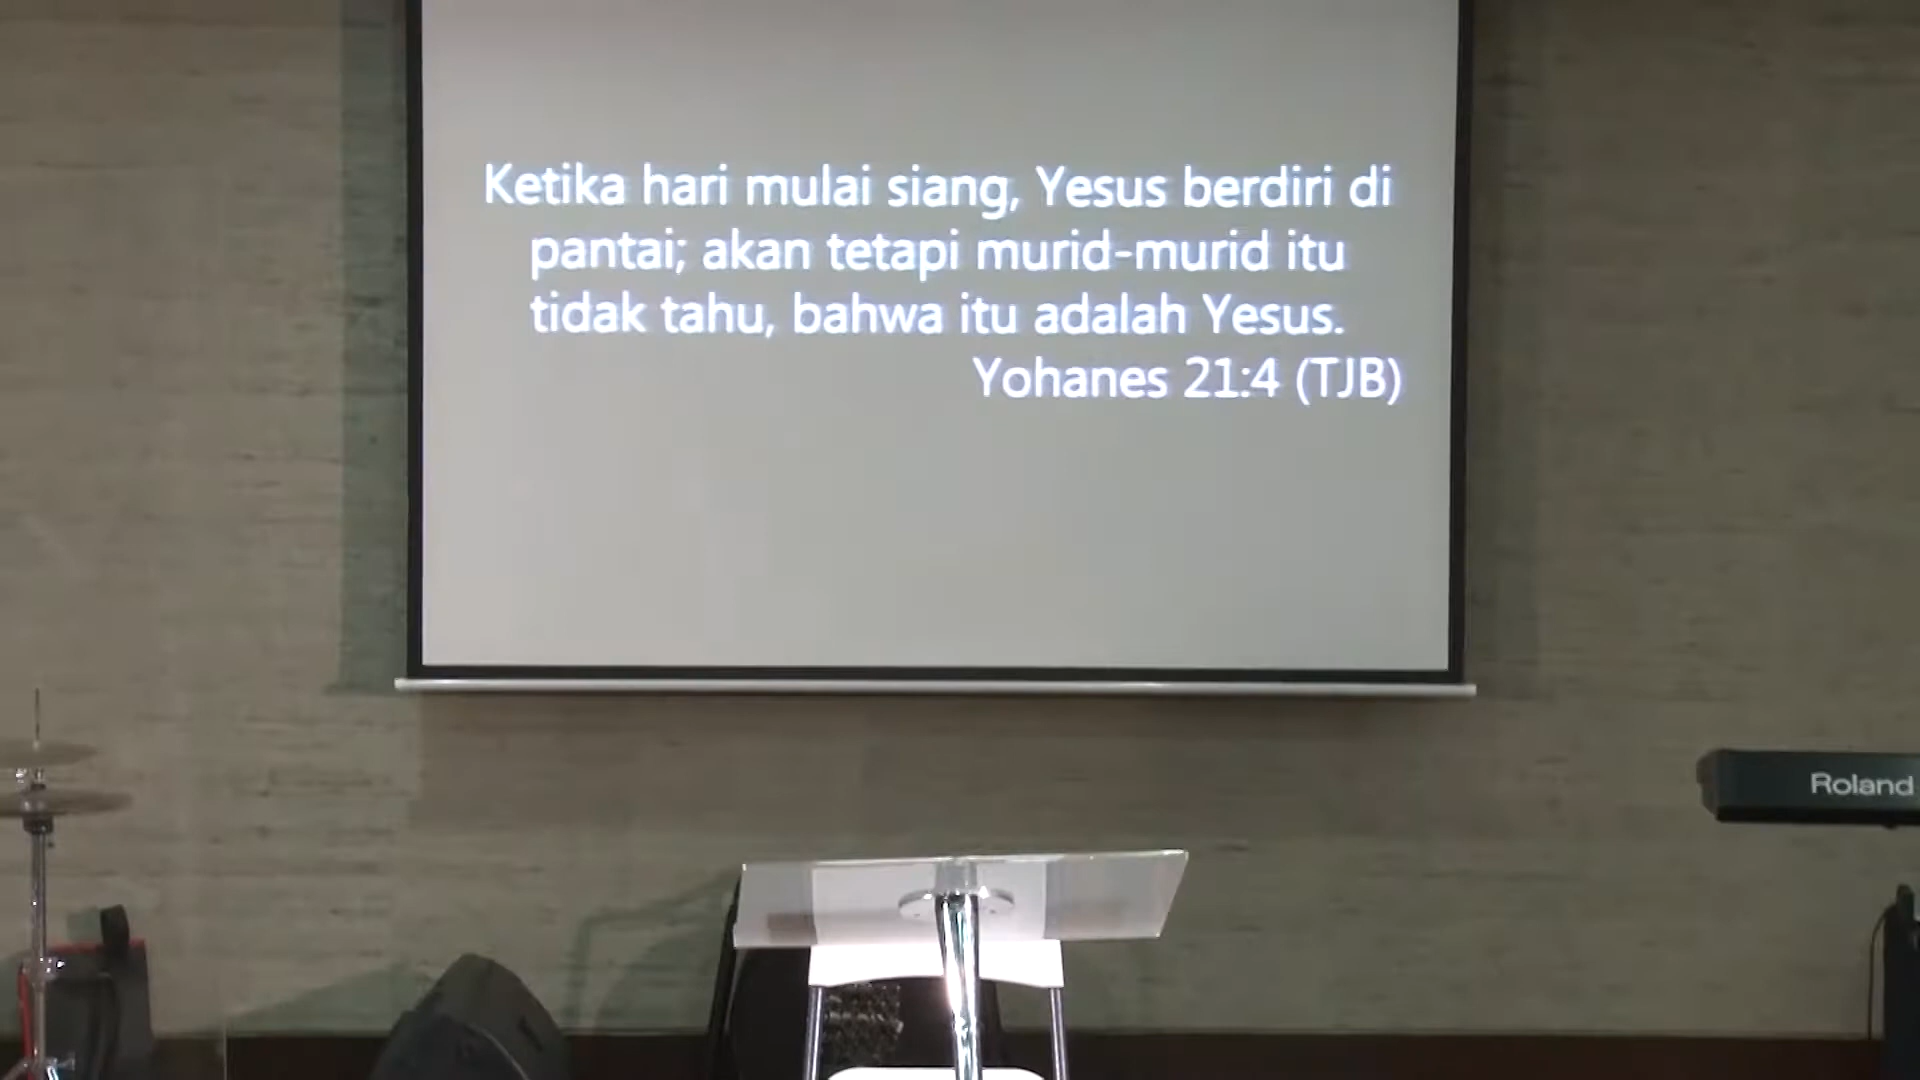 Ketika hari mulai siang, Yesus berdiri di
pantai; akan tetapi murid-murid itu
tidak tahu, bahwa itu adalah Yesus.
Yohanes 21:4 (TJB)
Roland